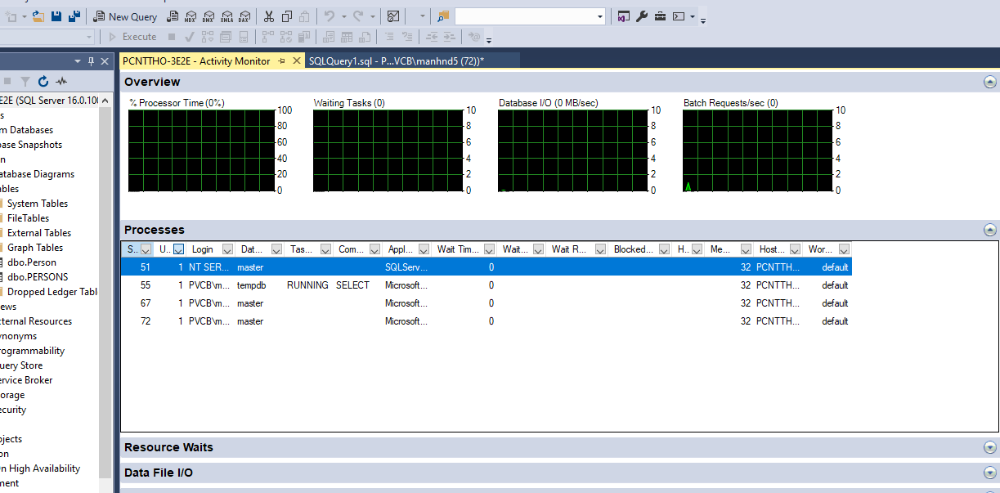 New Query
MDX DMX XMLA DAX
Execute
PCNTTHO-3E2E - Activity Monitor
SQLQuery1.sql - P...VCB\manhnd5 (72))*
E2E (SQL Server 16.0.100
s
m Databases
base Snapshots
n
atabase Diagrams
bles
System Tables
FileTables
External Tables
Graph Tables
dbo.Person
dbo.PERSONS
Dropped Ledger Tabl
ews
xternal Resources
ynonyms
rogrammability
uery Store
ervice Broker
orage
ecurity
bjects
on
n High Availability
ment
Overview
% Processor Time (0%)
100
80
60
40
20
0
Waiting Tasks (0)
10
8
6
4
2
0
Database I/O (0 MB/sec)
10
8
6
4
2
0
Batch Requests/sec (0)
10
8
6
4
2
0
Processes
S.. U.. Login Dat... Tas... Com... Appl... Wait Tim... Wait... Wait R... Blocked... H.. Me... Host... Wor...
51 1 NT SER... master SQLServ... 0 32 PCNTTH... default
55 1 PVCB\m... tempdb RUNNING SELECT Microsoft... 0 32 PCNTTH... default
67 1 PVCB\m... master Microsoft... 0 32 PCNTTH... default
72 1 PVCB\m... master Microsoft... 0 32 PCNTTH... default
Resource Waits
Data File I/O